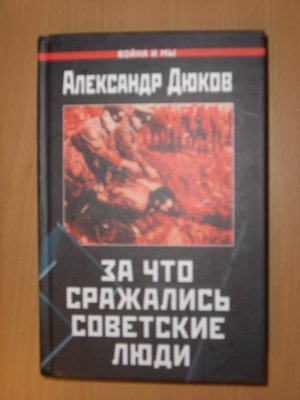 ВОЙНА И МЫ
АЛЕКСАНДР ДЮКОВ
ЗА ЧТО
СРАЖАЛИСЬ
СОВЕТСКИЕ
ЛЮДИ